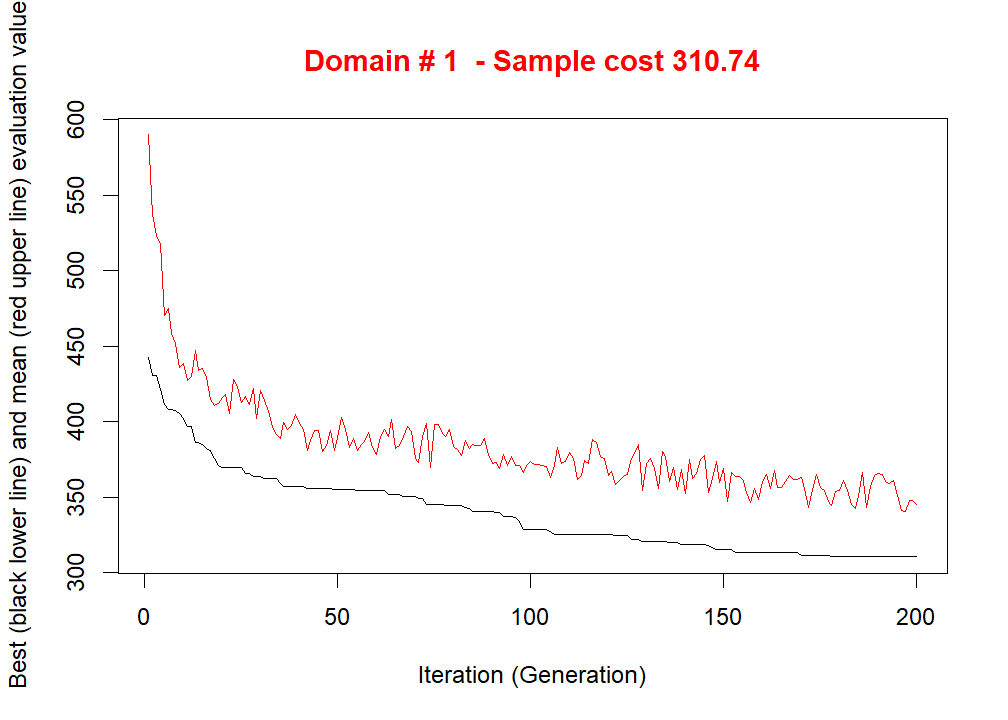 Domain # 1 - Sample cost 310.74
Best (black lower line) and mean (red upper line) evaluation value
600
550
500
450
400
350
300
0 50 100 150 200
Iteration (Generation)